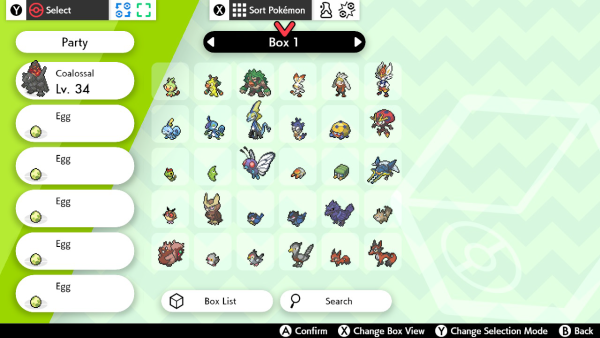 Y Select
X Sort Pokémon
Party
Box 1
Coalossal
Lv. 34
Egg
Egg
Egg
Egg
Egg
Box List
Search
A Confirm X Change Box View Y Change Selection Mode B Back